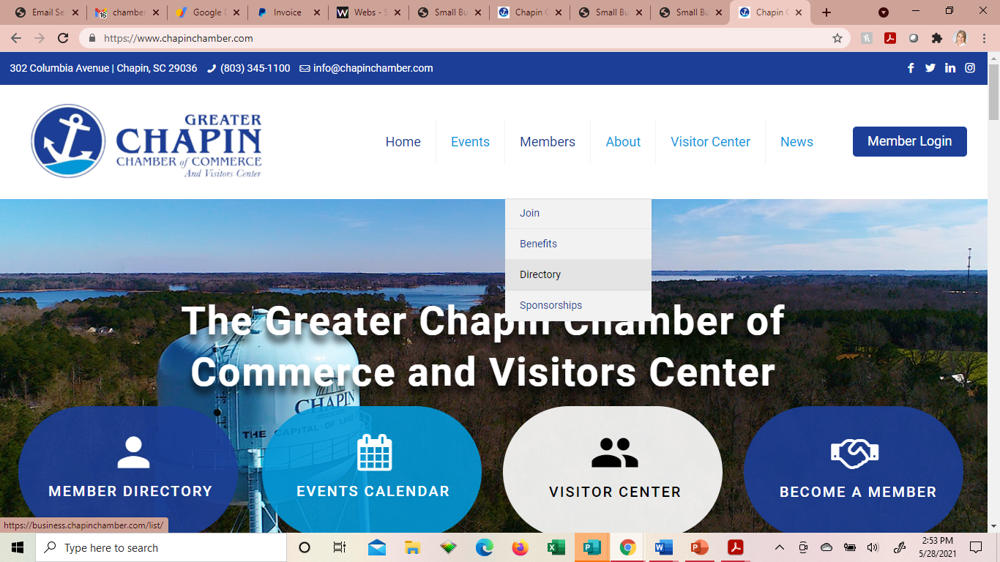 Email Se
chamber
Google
Invoice
Webs - S
Small Bu
Chapin C
Small Bu
Small Bu
Chapin C
https://www.chapinchamber.com
302 Columbia Avenue | Chapin, SC 29036 (803) 345-1100 info@chapinchamber.com
GREATER
CHAPIN
CHAMBER of COMMERCE
And Visitors Center
Home Events Members About Visitor Center News Member Login
Join
Benefits
Directory
Sponsorships
The Greater Chapin Chamber of
Commerce and Visitors Center
CHAPIN
THE CAPITAL OF LAKE
MEMBER DIRECTORY
EVENTS CALENDAR
VISITOR CENTER
BECOME A MEMBER
https://business.chapinchamber.com/list/
Type here to search
2:53 PM
5/28/2021